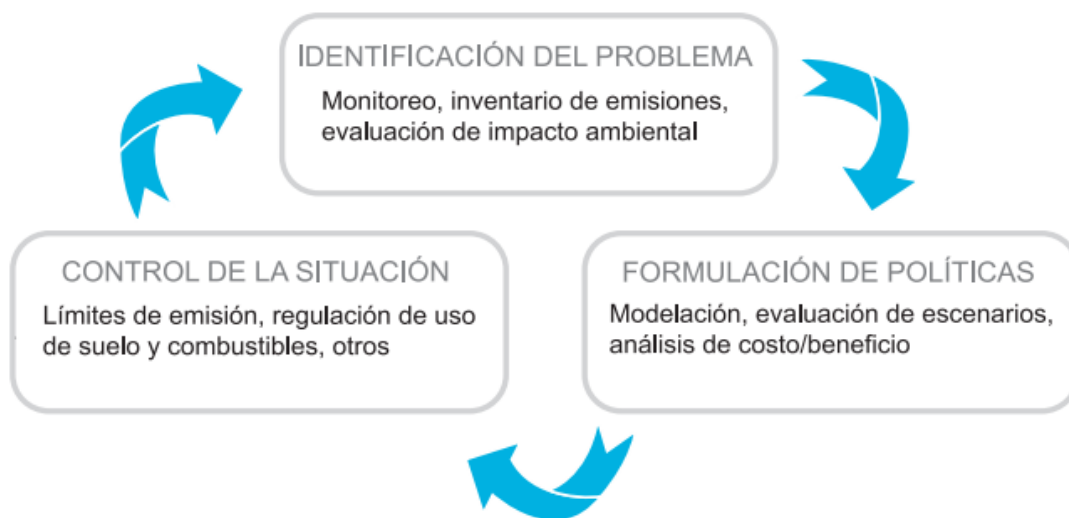 IDENTIFICACIÓN DEL PROBLEMA
Monitoreo, inventario de emisiones,
evaluación de impacto ambiental
CONTROL DE LA SITUACIÓN
Límites de emisión, regulación de uso
de suelo y combustibles, otros
FORMULACIÓN DE POLÍTICAS
Modelación, evaluación de escenarios,
análisis de costo/beneficio